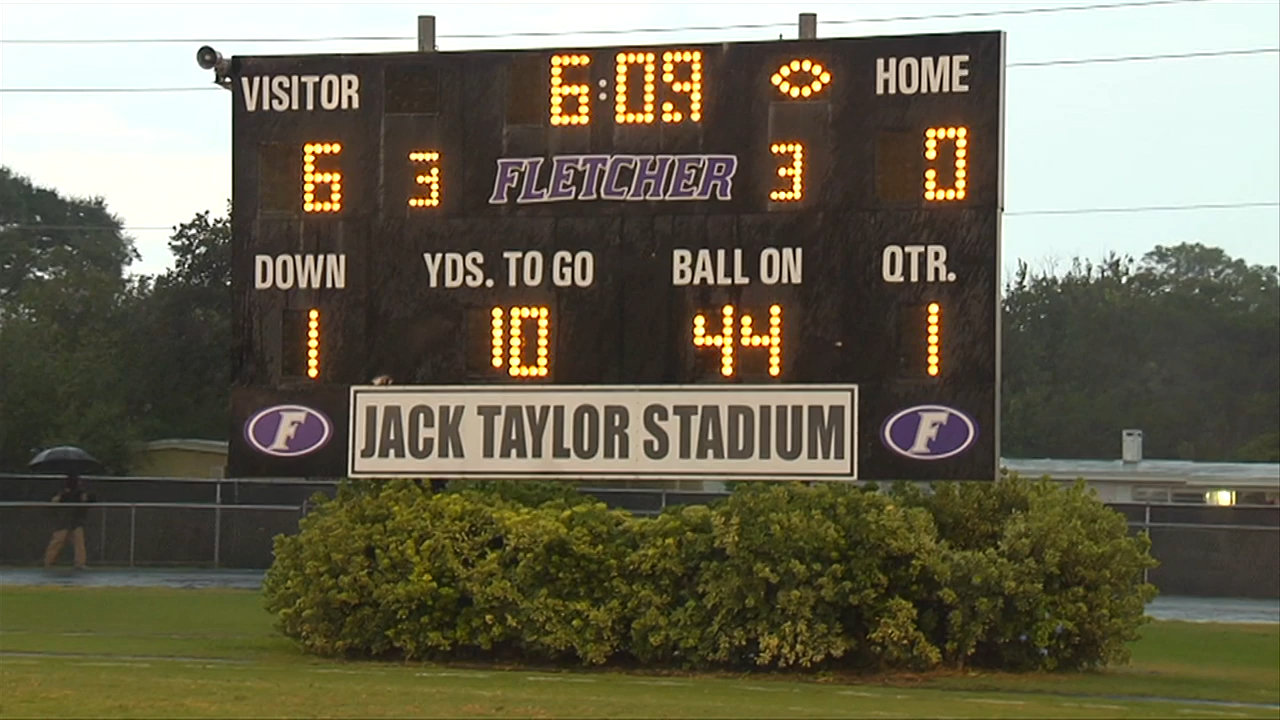 VISITOR 6:09 HOME
6 3 FLETCHER 3 0
DOWN YDS. TO GO BALL ON QTR.
1 10 44 1
F JACK TAYLOR STADIUM F